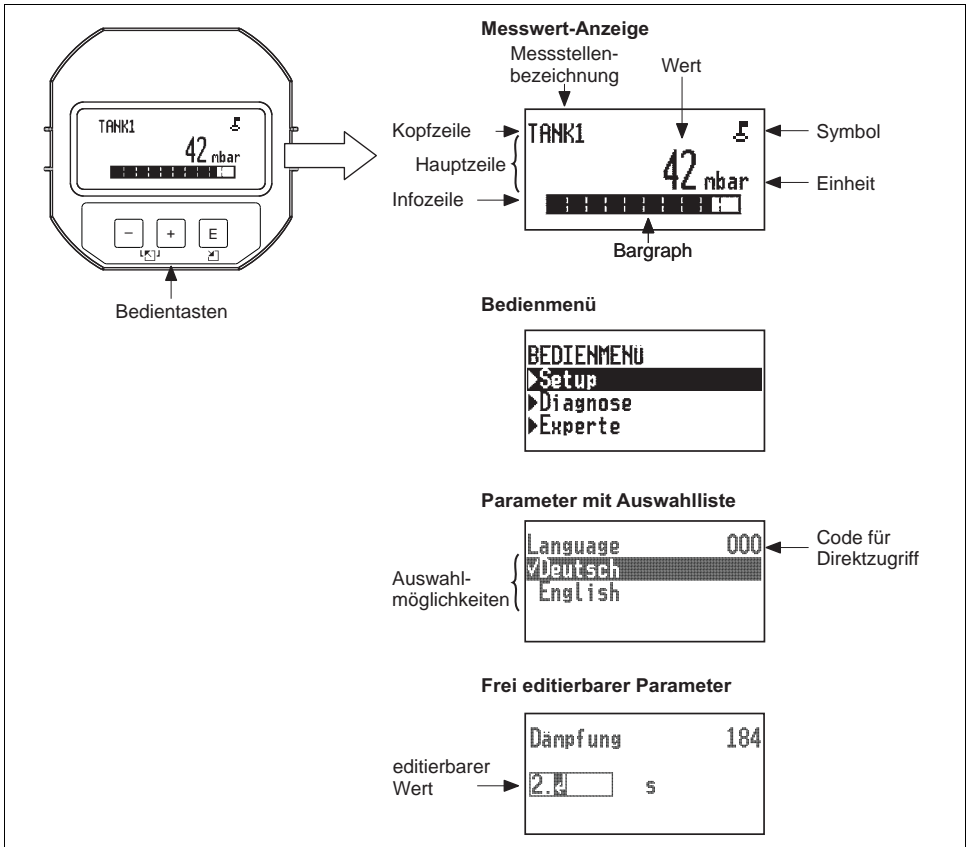 Messwert-Anzeige
Messstellen-
bezeichnung
Wert
TANK1
42 mbar
- + E
Bedientasten
Kopfzeile
Hauptzeile
Infozeile
TANK1
42 mbar
Symbol
Einheit
Bargraph
Bedienmenü
BEDIENMENÜ
Setup
Diagnose
Experte
Parameter mit Auswahlliste
Language 000
Deutsch
English
Code für
Direktzugriff
Auswahl-
möglichkeiten
Frei editierbarer Parameter
Dämpfung 184
editierbarer
Wert
2. s